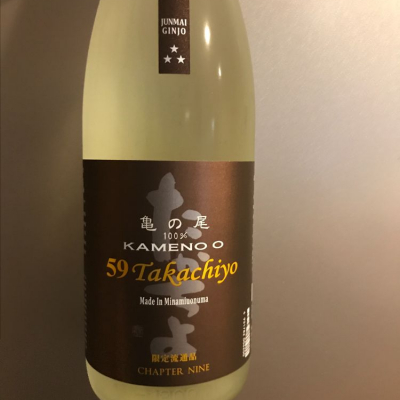 JUNMAI
GINJO
亀の尾
100%
KAMENO O
59 Takachiyo
Made In Minamiuonuma
限定流通品
CHAPTER NINE